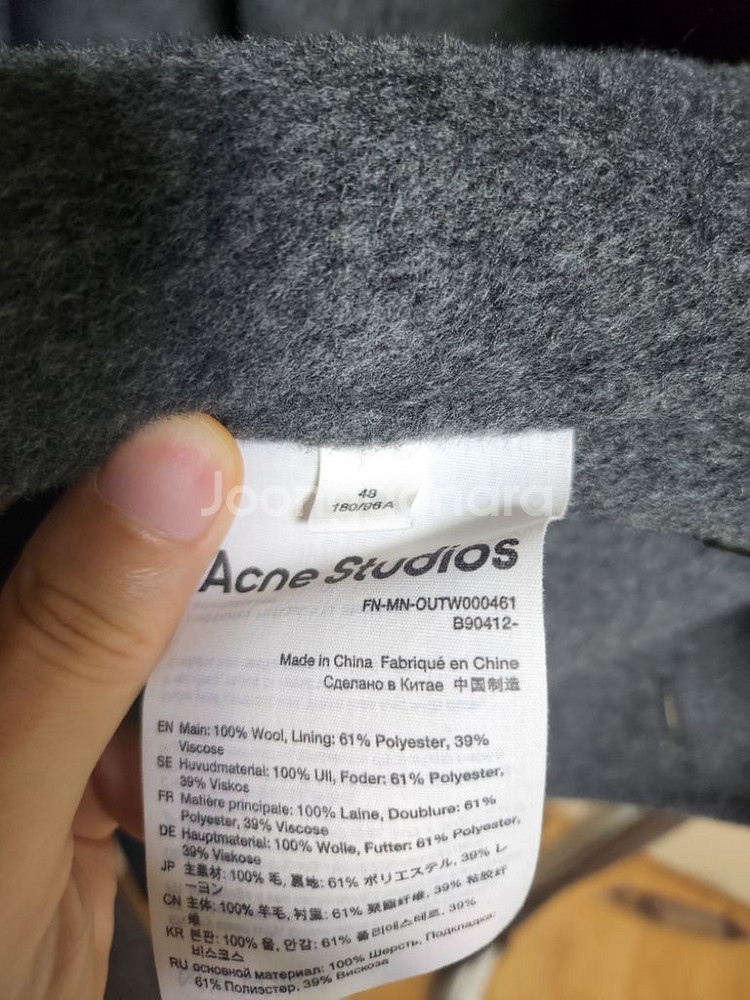 48
180/96A
Joongna
hara
Acne Studios
FN-MN-OUTW000461
B90412-
Made in China Fabriqué en Chine
Сделано в Китае 中国制造
EN Main: 100% Wool, Lining: 61% Polyester, 39%
Viscose
SE Huvudmaterial: 100% Ull, Foder: 61% Polyester,
39% Viskos
FR Matière principale: 100% Laine, Doublure: 61%
Polyester, 39% Viscose
DE Hauptmaterial: 100% Wolle, Futter: 61% Polyester,
39% Viskose
JP 主素材: 100% 毛, 裏地: 61% ポリエステル, 39% レ
ーヨン
CN 主体: 100% 羊毛, 衬里: 61% 聚酯纤维, 39% 粘胶纤
维
KR 본판: 100% 울, 안감: 61% 폴리에스테르, 39%
비스코스
RU основной материал: 100% Шерсть, Подкладка:
61% Полиэстер, 39% Вискоза